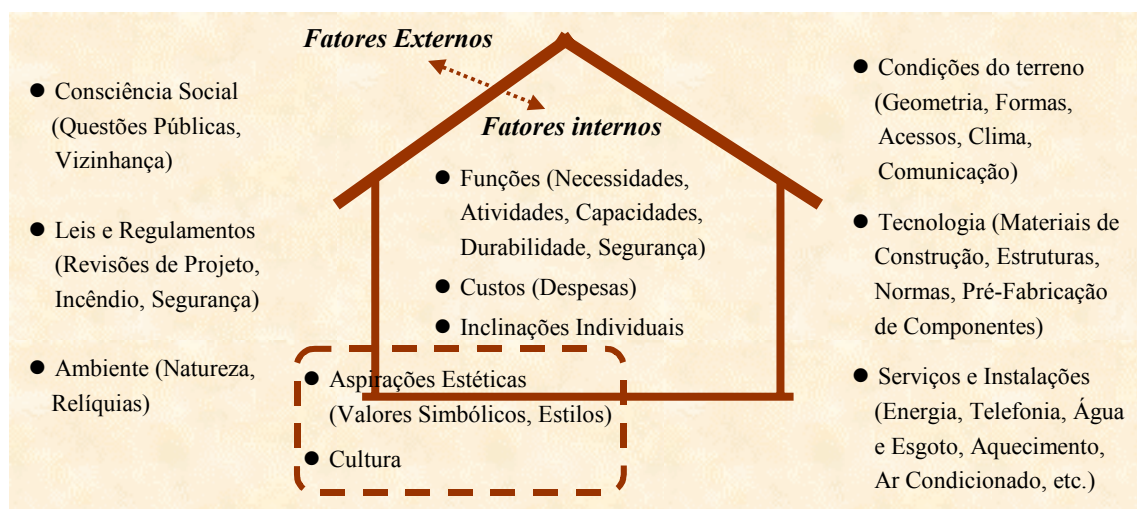 Fatores Externos
Fatores internos
● Consciência Social
(Questões Públicas,
Vizinhança)
● Leis e Regulamentos
(Revisões de Projeto,
Incêndio, Segurança)
● Ambiente (Natureza,
Relíquias)
● Funções (Necessidades,
Atividades, Capacidades,
Durabilidade, Segurança)
● Custos (Despesas)
● Inclinações Individuais
● Aspirações Estéticas
(Valores Simbólicos, Estilos)
● Cultura
● Condições do terreno
(Geometria, Formas,
Acessos, Clima,
Comunicação)
● Tecnologia (Materiais de
Construção, Estruturas,
Normas, Pré-Fabricação
de Componentes)
● Serviços e Instalações
(Energia, Telefonia, Água
e Esgoto, Aquecimento,
Ar Condicionado, etc.)